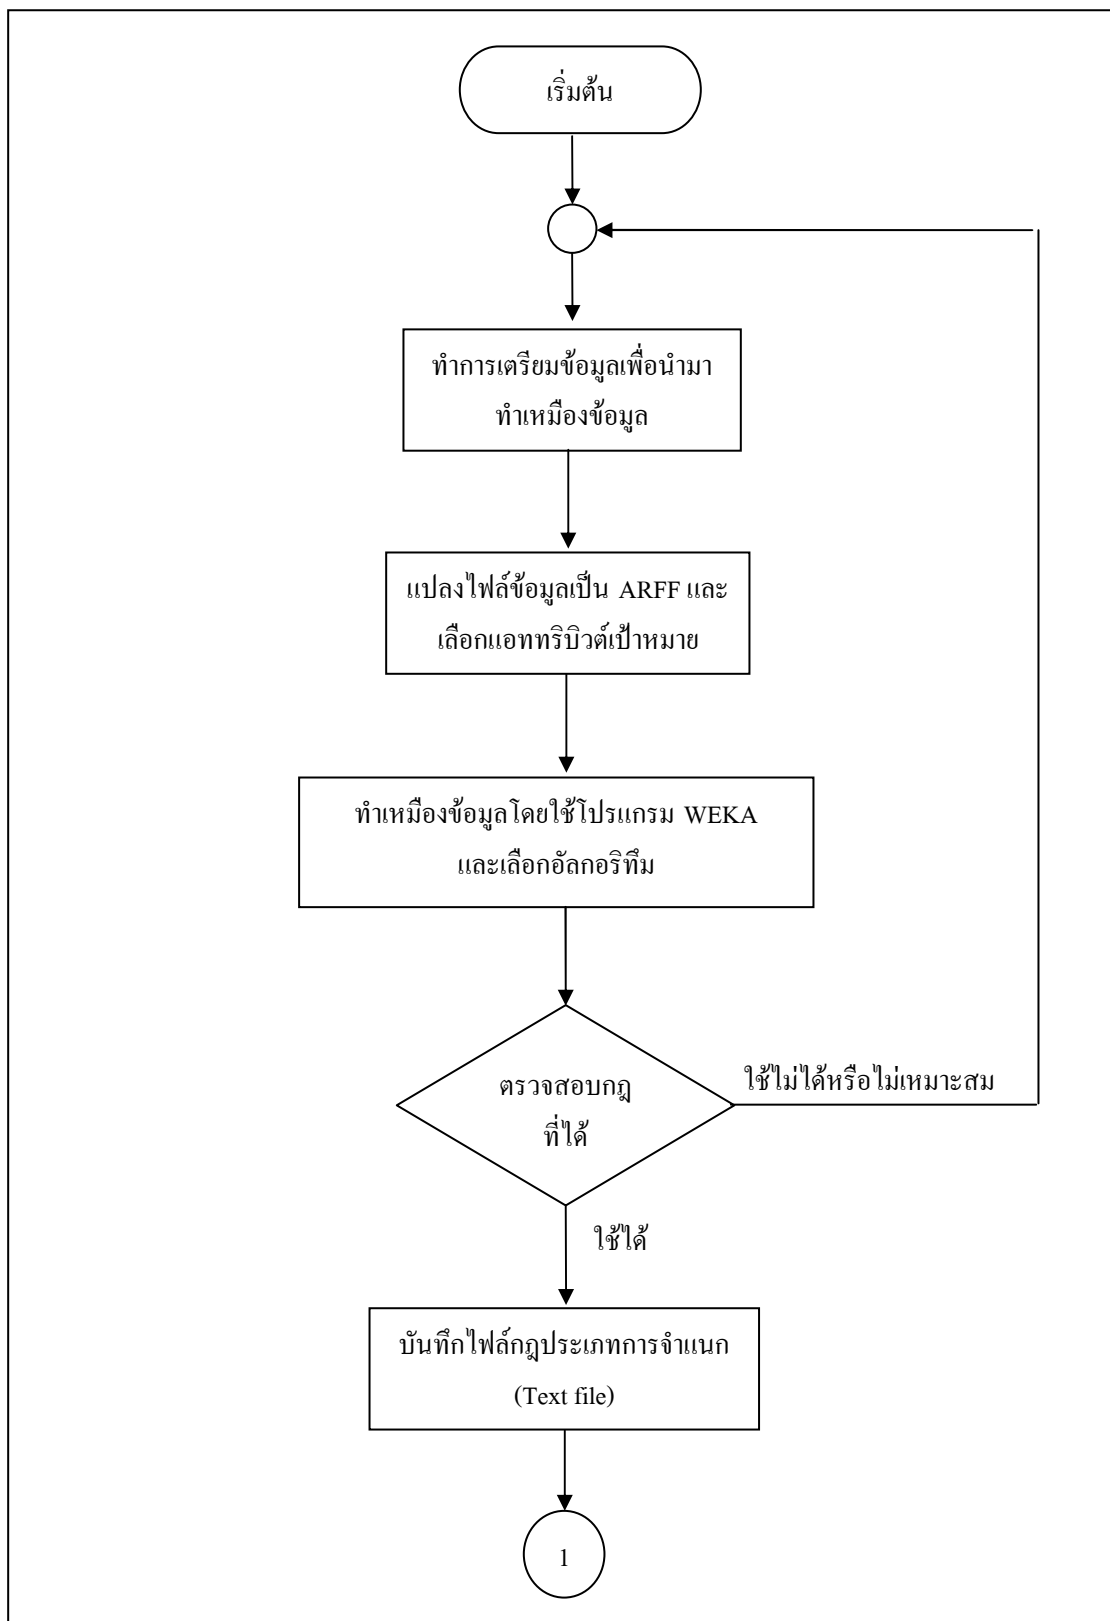 เริ่มต้น
ทำการเตรียมข้อมูลเพื่อนำมา
ทำเหมืองข้อมูล
แปลงไฟล์ข้อมูลเป็น ARFF และ
เลือกแอททริบิวต์เป้าหมาย
ทำเหมืองข้อมูลโดยใช้โปรแกรม WEKA
และเลือกอัลกอริทึม
ตรวจสอบกฎ
ที่ได้
ใช้ไม่ได้หรือไม่เหมาะสม
ใช้ได้
บันทึกไฟล์กฎประเภทการจำแนก
(Text file)
1